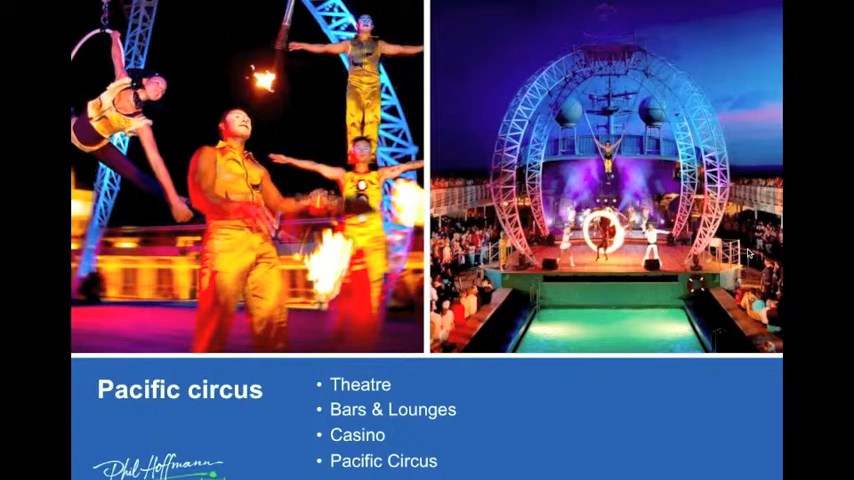 Pacific circus
• Theatre
• Bars & Lounges
• Casino
• Pacific Circus
Phil Hoffmann